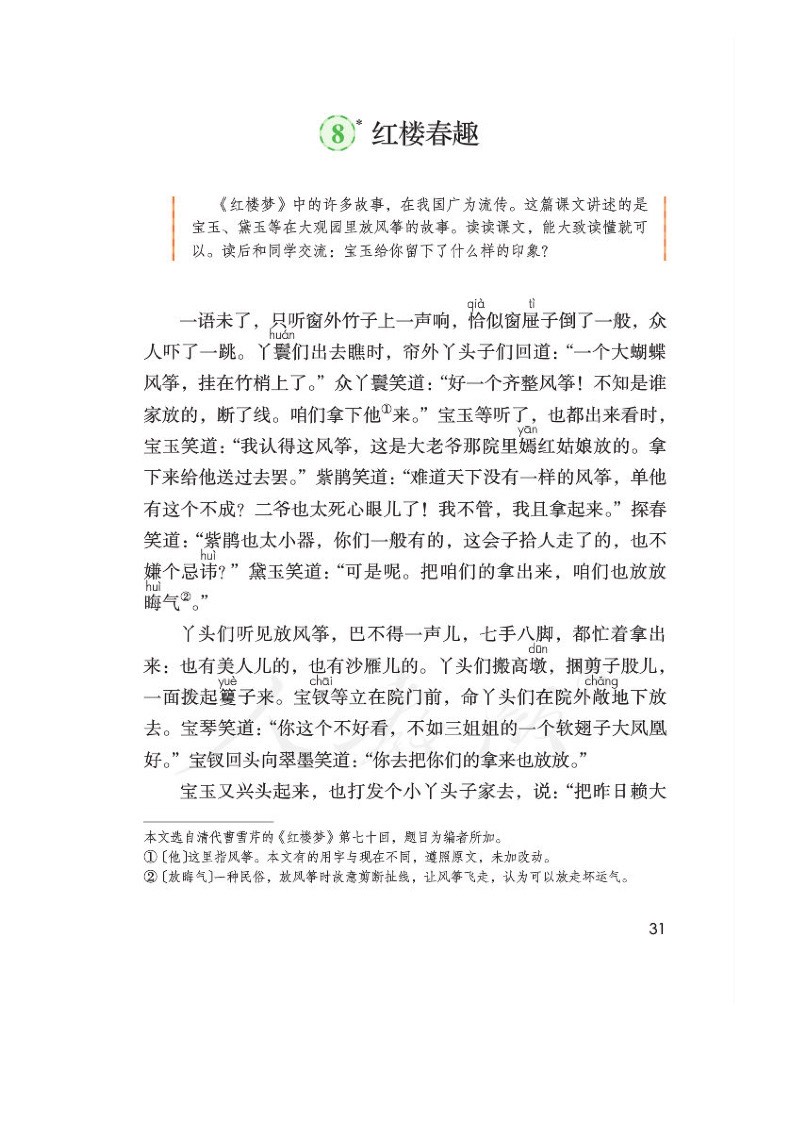 8* 红楼春趣
《红楼梦》中的许多故事，在我国广为流传。这篇课文讲述的是
宝玉、黛玉等在大观园里放风筝的故事。读读课文，能大致读懂就可
以。读后和同学交流：宝玉给你留下了什么样的印象？
qià tì
一语未了，只听窗外竹子上一声响，恰似窗屉子倒了一般，众
huán
人吓了一跳。丫鬟们出去瞧时，帘外丫头子们回道：“一个大蝴蝶
风筝，挂在竹梢上了。”众丫鬟笑道：“好一个齐整风筝！不知是谁
家放的，断了线。咱们拿下他①来。”宝玉等听了，也都出来看时，
yān
宝玉笑道：“我认得这风筝，这是大老爷那院里嫣红姑娘放的。拿
下来给他送过去罢。”紫鹃笑道：“难道天下没有一样的风筝，单他
有这个不成？二爷也太死心眼儿了！我不管，我且拿起来。”探春
笑道：“紫鹃也太小器，你们一般有的，这会子拾人走了的，也不
huì
嫌个忌讳？”黛玉笑道：“可是呢。把咱们的拿出来，咱们也放放
huì
晦气②。”
丫头们听见放风筝，巴不得一声儿，七手八脚，都忙着拿出
dūn
来：也有美人儿的，也有沙雁儿的。丫头们搬高墩，捆剪子股儿，
yuè chāi chǎng
一面拨起籰子来。宝钗等立在院门前，命丫头们在院外敞地下放
去。宝琴笑道：“你这个不好看，不如三姐姐的一个软翅子大凤凰
好。”宝钗回头向翠墨笑道：“你去把你们的拿来也放放。”
宝玉又兴头起来，也打发个小丫头子家去，说：“把昨日赖大
本文选自清代曹雪芹的《红楼梦》第七十回，题目为编者所加。
①〔他〕这里指风筝。本文有的用字与现在不同，遵照原文，未加改动。
②〔放晦气〕一种民俗，放风筝时故意剪断扯线，让风筝飞走，认为可以放走坏运气。
31